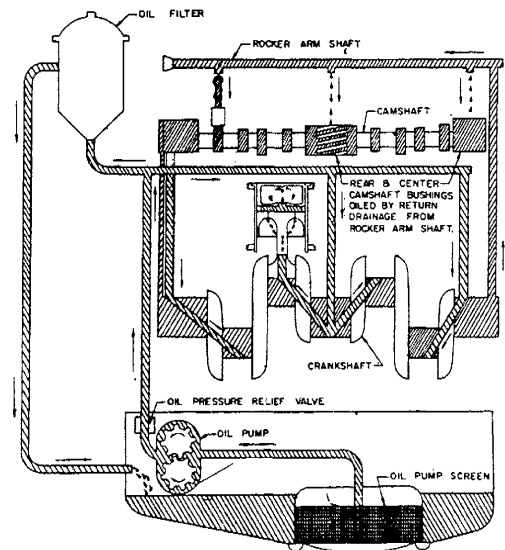 OIL FILTER
ROCKER ARM SHAFT
CAMSHAFT
REAR & CENTER
CAMSHAFT BUSHINGS
OILED BY RETURN
DRAINAGE FROM
ROCKER ARM SHAFT.
CRANKSHAFT
OIL PRESSURE RELIEF VALVE
OIL PUMP
OIL PUMP SCREEN